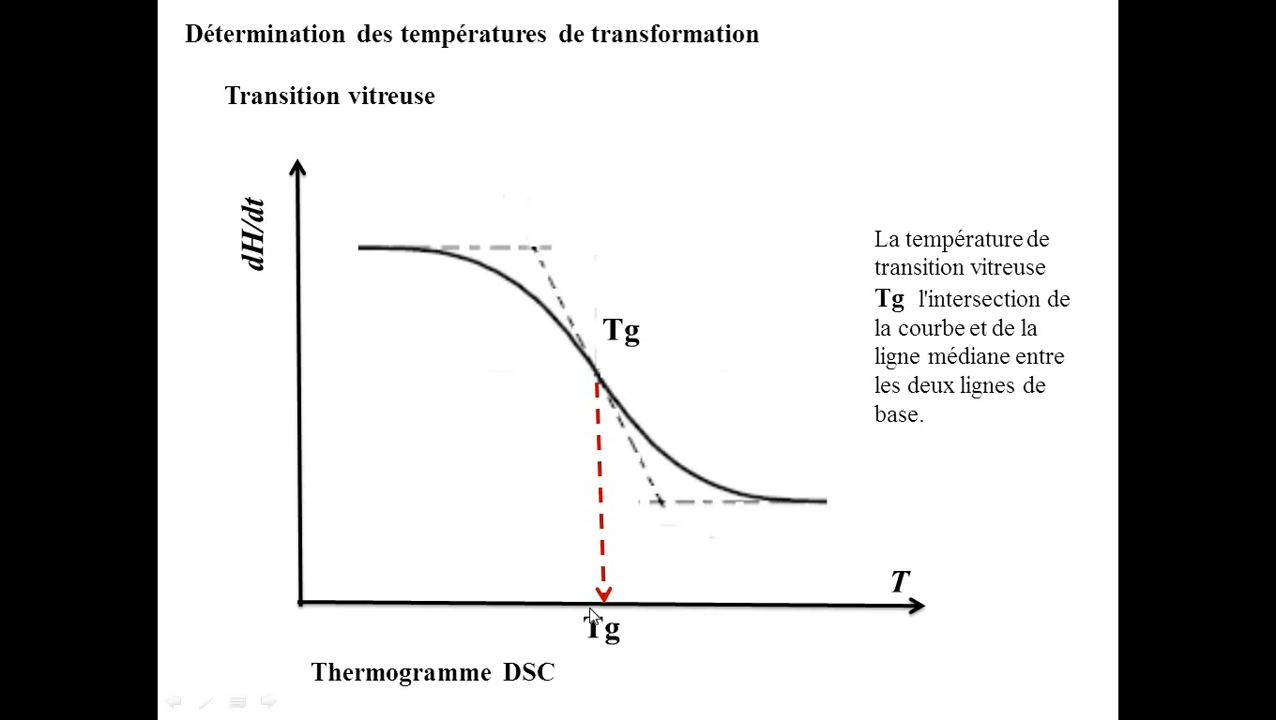 Détermination des températures de transformation
Transition vitreuse
dH/dt
La température de
transition vitreuse
Tg l'intersection de
la courbe et de la
ligne médiane entre
les deux lignes de
base.
Tg
T
Tg
Thermogramme DSC